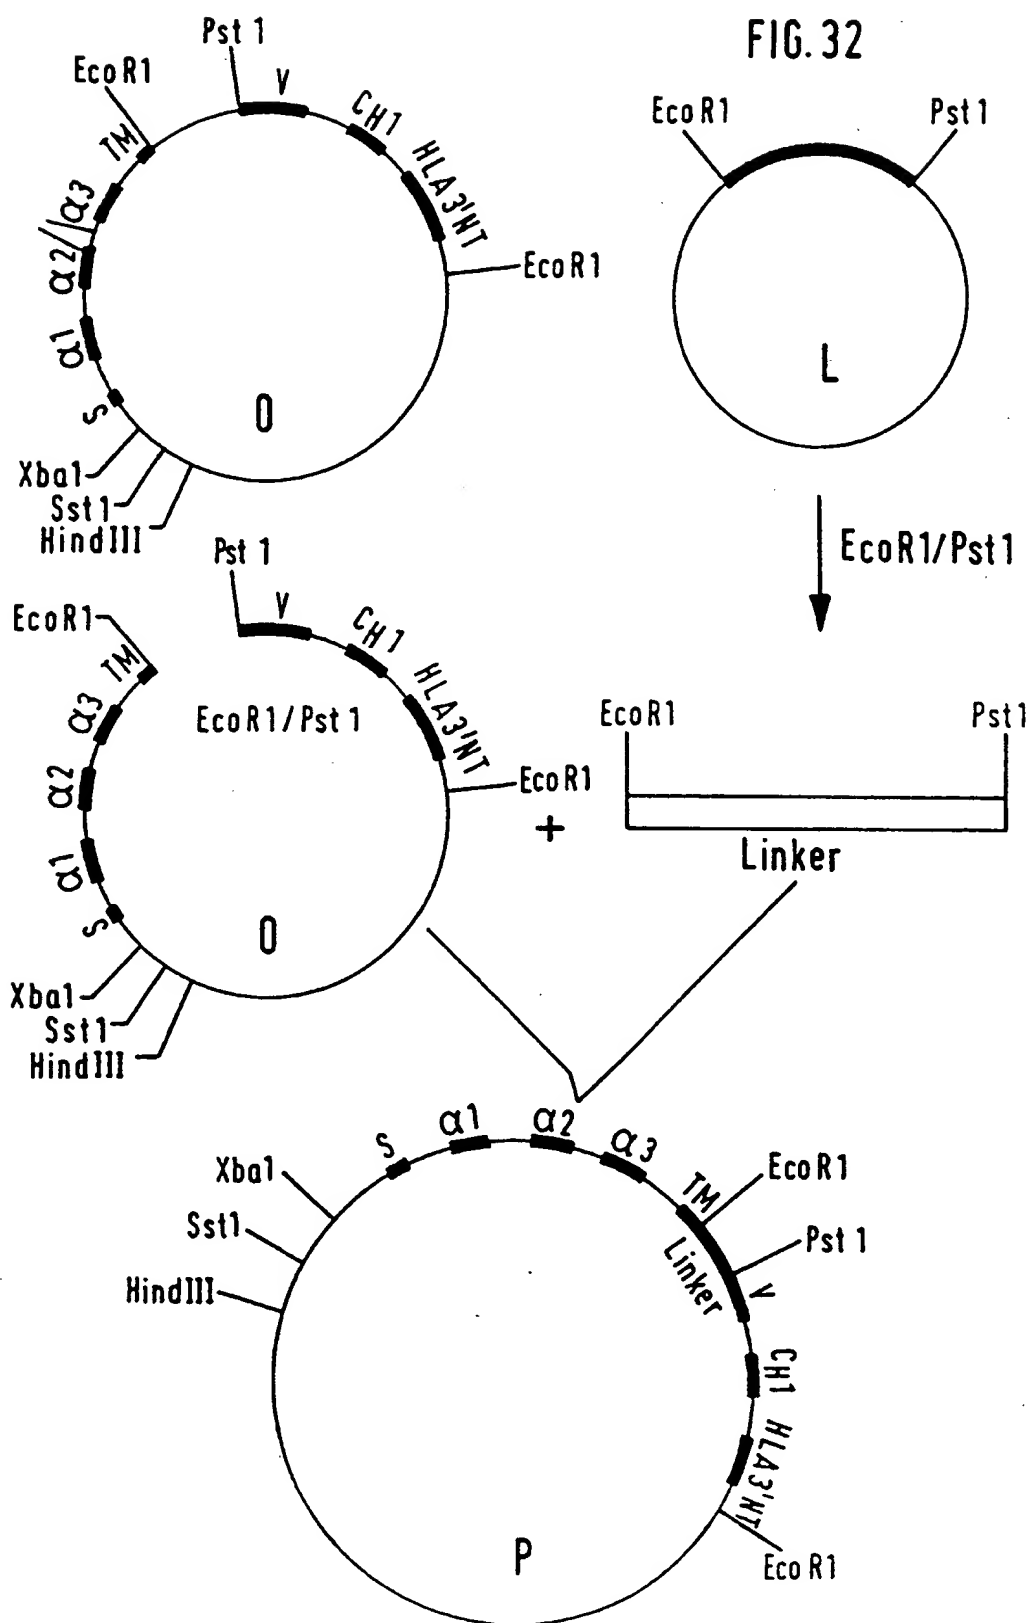 FIG. 32
Pst 1
EcoR1
V
CH1
HLA3'NT
EcoR1
TM
α3
α2
α1
S
Xba1
Sst1
HindIII
O
EcoR1
Pst1
L
EcoR1/Pst1
Pst 1
EcoR1
V
CH1
HLA3'NT
EcoR1
TM
α3
α2
α1
S
Xba1
Sst1
HindIII
EcoR1/Pst 1
O
+
EcoR1
Pst1
Linker
S
α1
α2
α3
TM
EcoR1
Linker
Pst 1
V
CH1
HLA3'NT
EcoR1
Xba1
Sst1
HindIII
P